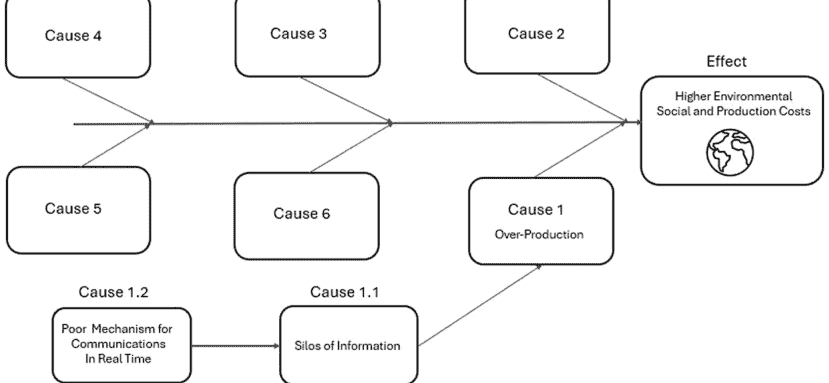 Cause 4
Cause 3
Cause 2
Effect
Higher Environmental
Social and Production Costs
Cause 5
Cause 6
Cause 1
Over-Production
Cause 1.2
Cause 1.1
Poor Mechanism for
Communications
In Real Time
Silos of Information